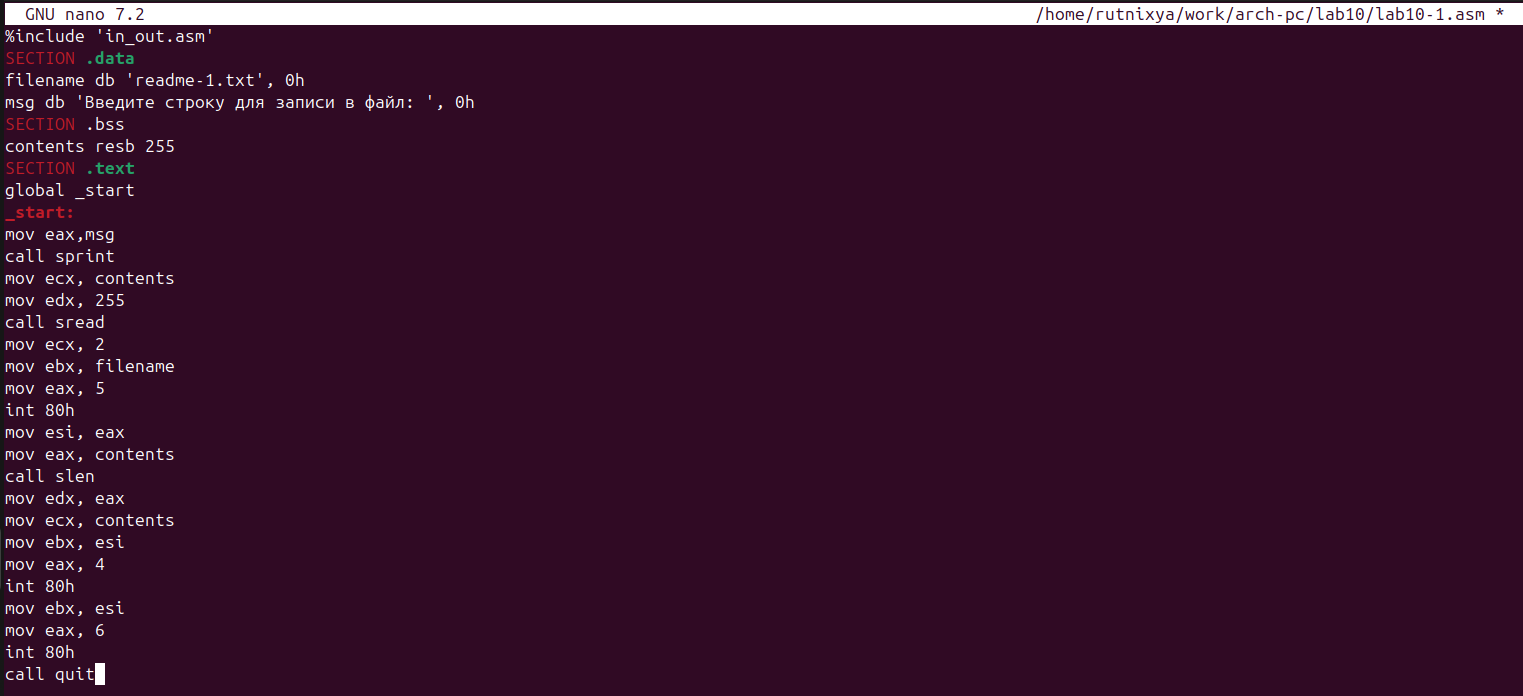 GNU nano 7.2 /home/rutnixya/work/arch-pc/lab10/lab10-1.asm *
%include 'in_out.asm'
SECTION .data
filename db 'readme-1.txt', 0h
msg db 'Введите строку для записи в файл: ', 0h
SECTION .bss
contents resb 255
SECTION .text
global _start
_start:
mov eax,msg
call sprint
mov ecx, contents
mov edx, 255
call sread
mov ecx, 2
mov ebx, filename
mov eax, 5
int 80h
mov esi, eax
mov eax, contents
call slen
mov edx, eax
mov ecx, contents
mov ebx, esi
mov eax, 4
int 80h
mov ebx, esi
mov eax, 6
int 80h
call quit